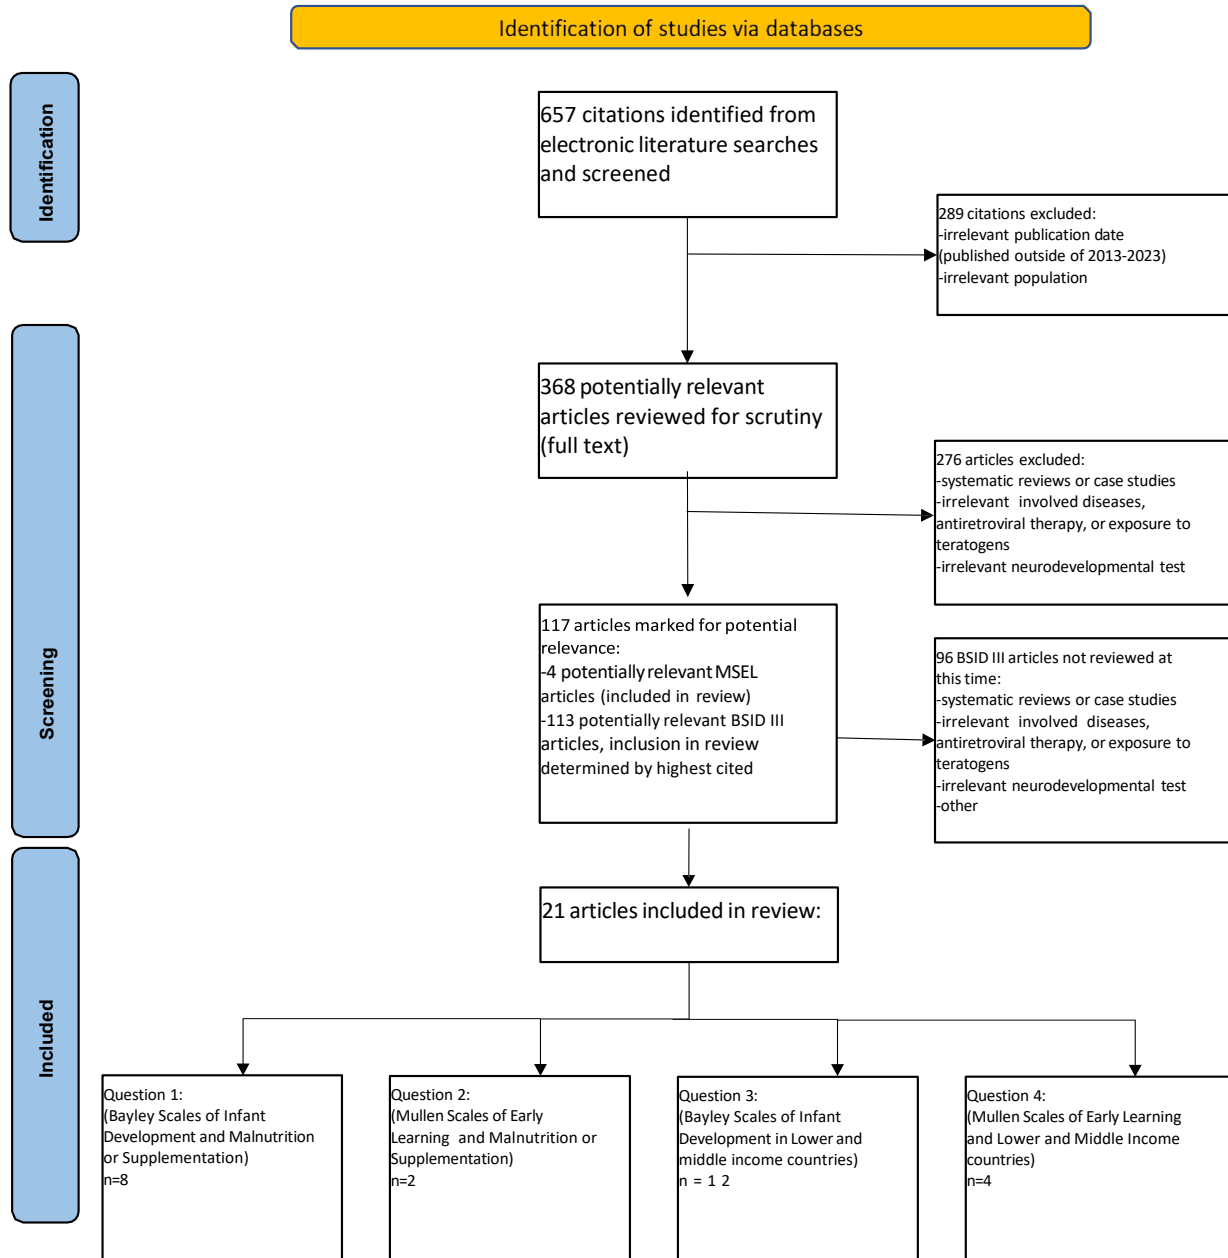 Identification of studies via databases
Identification
657 citations identified from
electronic literature searches
and screened
289 citations excluded:
-irrelevant publication date
(published outside of 2013-2023)
-irrelevant population
Screening
368 potentially relevant
articles reviewed for scrutiny
(full text)
276 articles excluded:
-systematic reviews or case studies
-irrelevant involved diseases,
antiretroviral therapy, or exposure to
teratogens
-irrelevant neurodevelopmental test
117 articles marked for potential
relevance:
-4 potentially relevant MSEL
articles (included in review)
-113 potentially relevant BSID III
articles, inclusion in review
determined by highest cited
96 BSID III articles not reviewed at
this time:
-systematic reviews or case studies
-irrelevant involved diseases,
antiretroviral therapy, or exposure to
teratogens
-irrelevant neurodevelopmental test
-other
Included
21 articles included in review:
Question 1:
(Bayley Scales of Infant
Development and Malnutrition
or Supplementation)
n=8
Question 2:
(Mullen Scales of Early
Learning and Malnutrition or
Supplementation)
n=2
Question 3:
(Bayley Scales of Infant
Development in Lower and
middle income countries)
n = 1 2
Question 4:
(Mullen Scales of Early Learning
and Lower and Middle Income
countries)
n=4